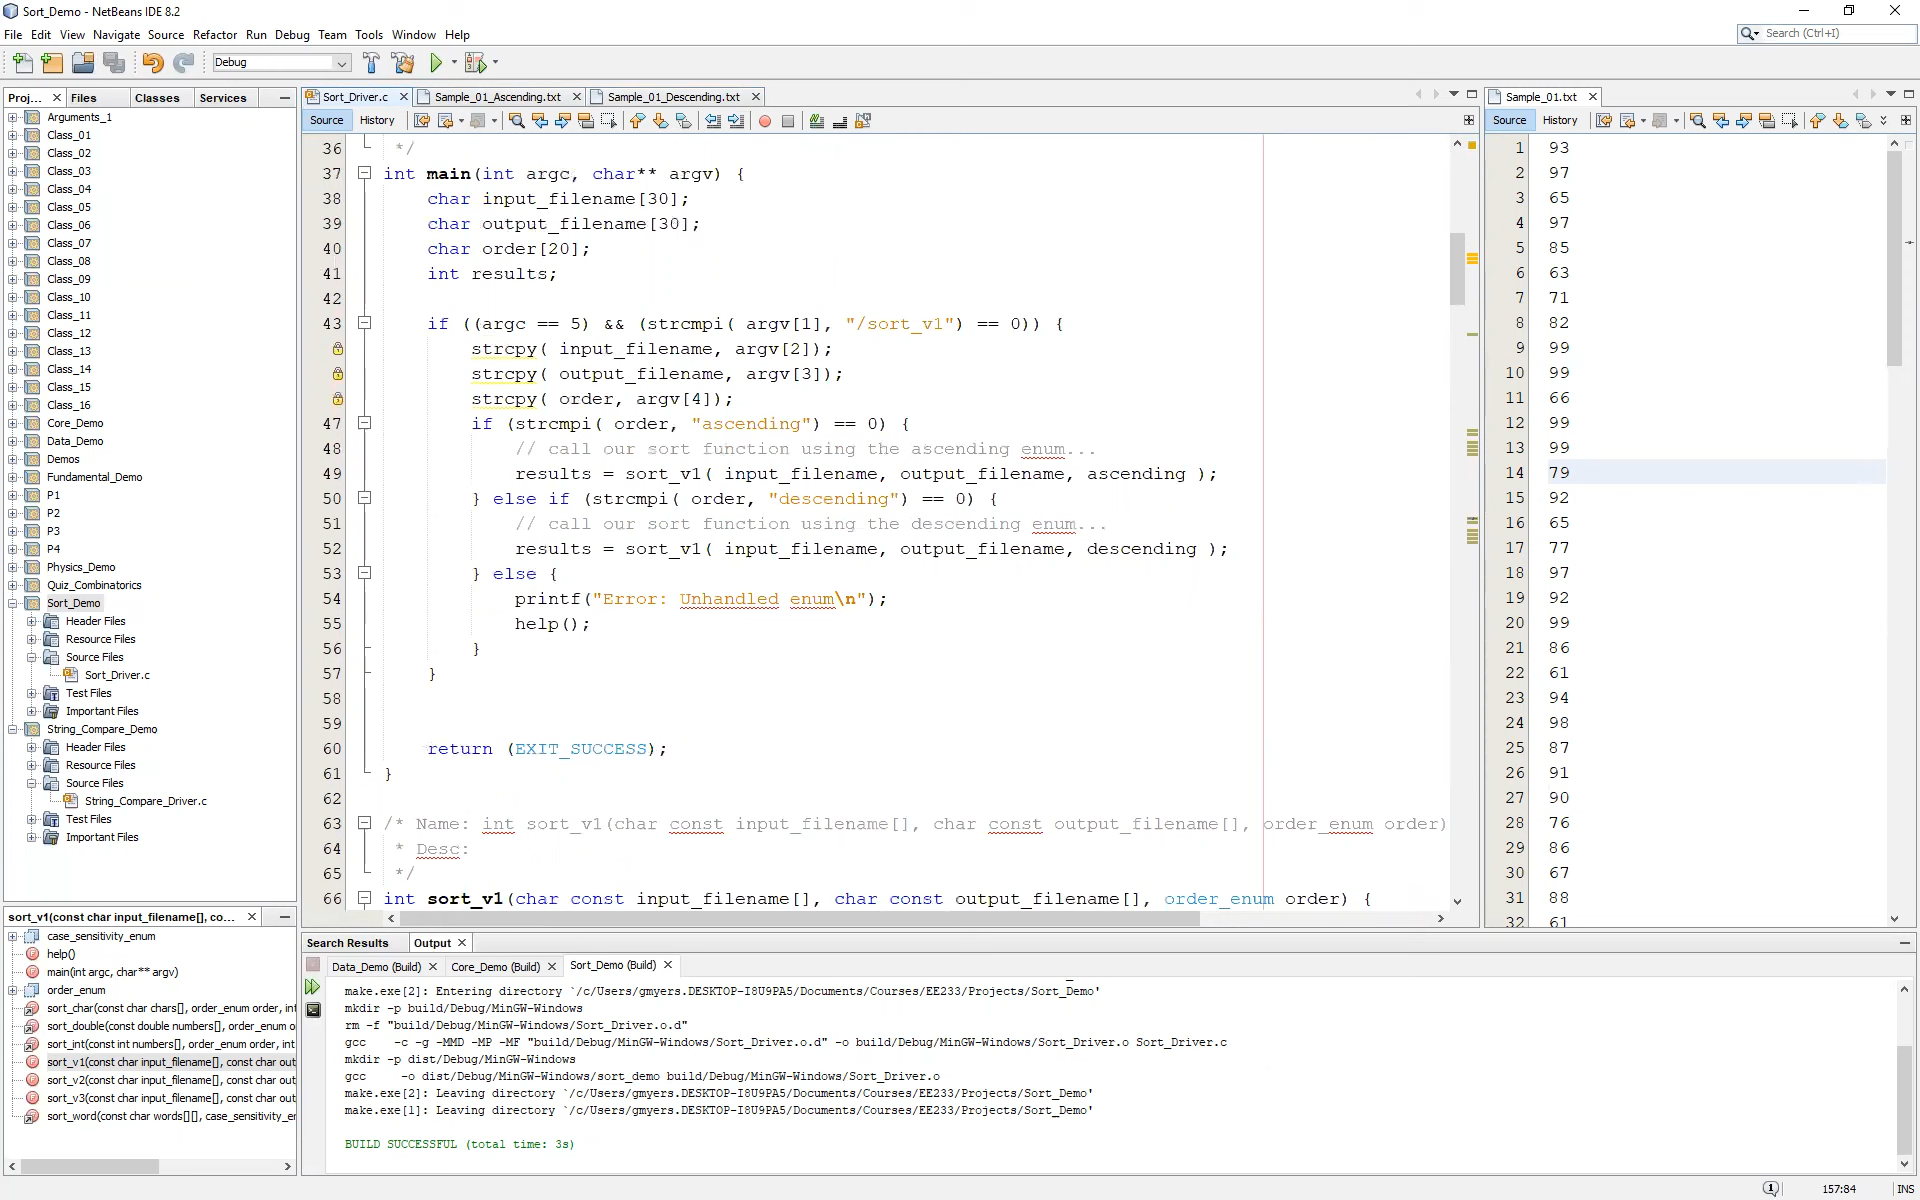 Sort_Demo - NetBeans IDE 8.2
File Edit View Navigate Source Refactor Run Debug Team Tools Window Help
Search (Ctrl+I)
Debug
Proj... Files Classes Services
Arguments_1
Class_01
Class_02
Class_03
Class_04
Class_05
Class_06
Class_07
Class_08
Class_09
Class_10
Class_11
Class_12
Class_13
Class_14
Class_15
Class_16
Core_Demo
Data_Demo
Demos
Fundamental_Demo
P1
P2
P3
P4
Physics_Demo
Quiz_Combinatorics
Sort_Demo
Header Files
Resource Files
Source Files
Sort_Driver.c
Test Files
Important Files
String_Compare_Demo
Header Files
Resource Files
Source Files
String_Compare_Driver.c
Test Files
Important Files
sort_v1(const char input_filename[], co...
case_sensitivity_enum
help()
main(int argc, char** argv)
order_enum
sort_char(const char chars[], order_enum order, int
sort_double(const double numbers[], order_enum o
sort_int(const int numbers[], order_enum order, int
sort_v1(const char input_filename[], const char out
sort_v2(const char input_filename[], const char out
sort_v3(const char input_filename[], const char out
sort_word(const char words[][], case_sensitivity_er
Sort_Driver.c Sample_01_Ascending.txt Sample_01_Descending.txt
Source History
36 */
37 int main(int argc, char** argv) {
38 char input_filename[30];
39 char output_filename[30];
40 char order[20];
41 int results;
42
43 if ((argc == 5) && (strcmpi( argv[1], "/sort_v1") == 0)) {
strcpy( input_filename, argv[2]);
strcpy( output_filename, argv[3]);
strcpy( order, argv[4]);
47 if (strcmpi( order, "ascending") == 0) {
48 // call our sort function using the ascending enum...
49 results = sort_v1( input_filename, output_filename, ascending );
50 } else if (strcmpi( order, "descending") == 0) {
51 // call our sort function using the descending enum...
52 results = sort_v1( input_filename, output_filename, descending );
53 } else {
54 printf("Error: Unhandled enum\n");
55 help();
56 }
57 }
58
59
60 return (EXIT_SUCCESS);
61 }
62
63 /* Name: int sort_v1(char const input_filename[], char const output_filename[], order_enum order)
64 * Desc:
65 */
66 int sort_v1(char const input_filename[], char const output_filename[], order_enum order) {
Sample_01.txt
Source History
1 93
2 97
3 65
4 97
5 85
6 63
7 71
8 82
9 99
10 99
11 66
12 99
13 99
14 79
15 92
16 65
17 77
18 97
19 92
20 99
21 86
22 61
23 94
24 98
25 87
26 91
27 90
28 76
29 86
30 67
31 88
32 61
Search Results Output
Data_Demo (Build) Core_Demo (Build) Sort_Demo (Build)
make.exe[2]: Entering directory `/c/Users/gmyers.DESKTOP-I8U9PA5/Documents/Courses/EE233/Projects/Sort_Demo'
mkdir -p build/Debug/MinGW-Windows
rm -f "build/Debug/MinGW-Windows/Sort_Driver.o.d"
gcc -c -g -MMD -MP -MF "build/Debug/MinGW-Windows/Sort_Driver.o.d" -o build/Debug/MinGW-Windows/Sort_Driver.o Sort_Driver.c
mkdir -p dist/Debug/MinGW-Windows
gcc -o dist/Debug/MinGW-Windows/sort_demo build/Debug/MinGW-Windows/Sort_Driver.o
make.exe[2]: Leaving directory `/c/Users/gmyers.DESKTOP-I8U9PA5/Documents/Courses/EE233/Projects/Sort_Demo'
make.exe[1]: Leaving directory `/c/Users/gmyers.DESKTOP-I8U9PA5/Documents/Courses/EE233/Projects/Sort_Demo'
BUILD SUCCESSFUL (total time: 3s)
157:84 INS